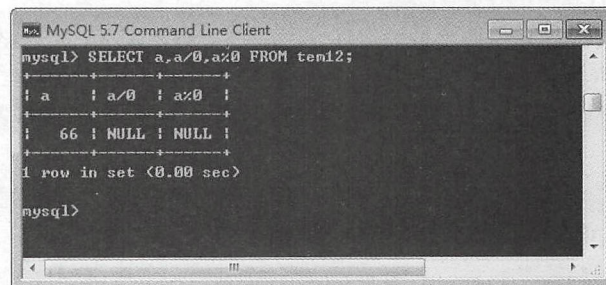 MySQL 5.7 Command Line Client
mysql> SELECT a,a/0,a%0 FROM tem12;
+------+------+------+
| a    | a/0  | a%0  |
+------+------+------+
|   66 | NULL | NULL |
+------+------+------+
1 row in set (0.00 sec)
mysql>